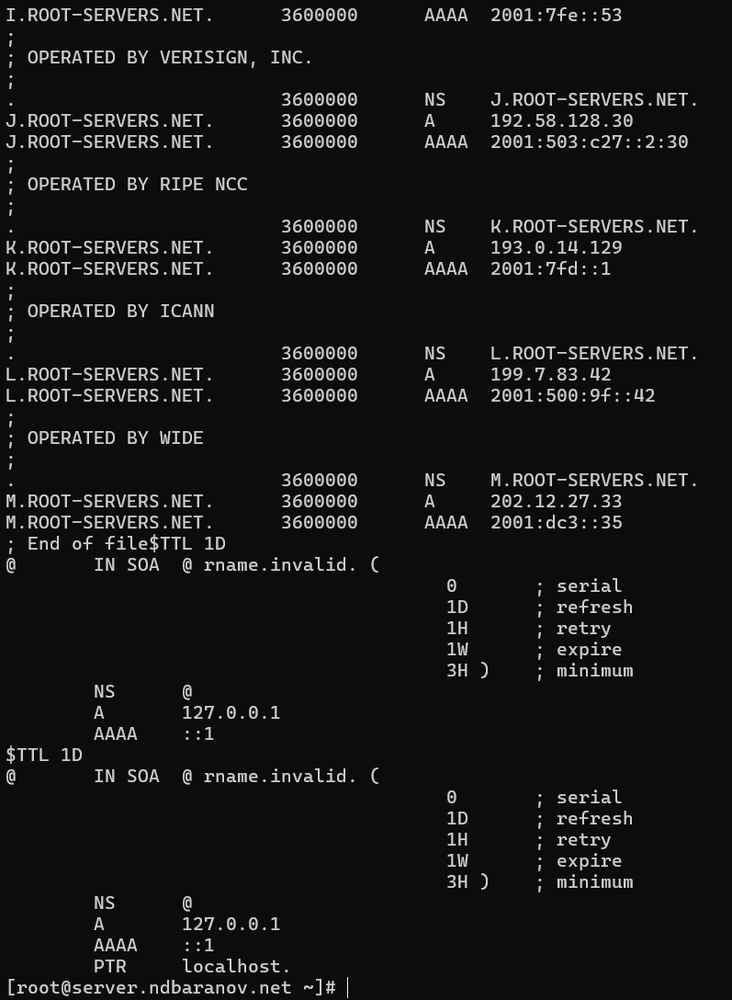 I.ROOT-SERVERS.NET.      3600000      AAAA  2001:7fe::53
;
; OPERATED BY VERISIGN, INC.
;
.                        3600000      NS    J.ROOT-SERVERS.NET.
J.ROOT-SERVERS.NET.      3600000      A     192.58.128.30
J.ROOT-SERVERS.NET.      3600000      AAAA  2001:503:c27::2:30
;
; OPERATED BY RIPE NCC
;
.                        3600000      NS    K.ROOT-SERVERS.NET.
K.ROOT-SERVERS.NET.      3600000      A     193.0.14.129
K.ROOT-SERVERS.NET.      3600000      AAAA  2001:7fd::1
;
; OPERATED BY ICANN
;
.                        3600000      NS    L.ROOT-SERVERS.NET.
L.ROOT-SERVERS.NET.      3600000      A     199.7.83.42
L.ROOT-SERVERS.NET.      3600000      AAAA  2001:500:9f::42
;
; OPERATED BY WIDE
;
.                        3600000      NS    M.ROOT-SERVERS.NET.
M.ROOT-SERVERS.NET.      3600000      A     202.12.27.33
M.ROOT-SERVERS.NET.      3600000      AAAA  2001:dc3::35
; End of file$TTL 1D
@       IN SOA  @ rname.invalid. (
                                        0       ; serial
                                        1D      ; refresh
                                        1H      ; retry
                                        1W      ; expire
                                        3H )    ; minimum
        NS      @
        A       127.0.0.1
        AAAA    ::1
$TTL 1D
@       IN SOA  @ rname.invalid. (
                                        0       ; serial
                                        1D      ; refresh
                                        1H      ; retry
                                        1W      ; expire
                                        3H )    ; minimum
        NS      @
        A       127.0.0.1
        AAAA    ::1
        PTR     localhost.
[root@server.ndbaranov.net ~]#